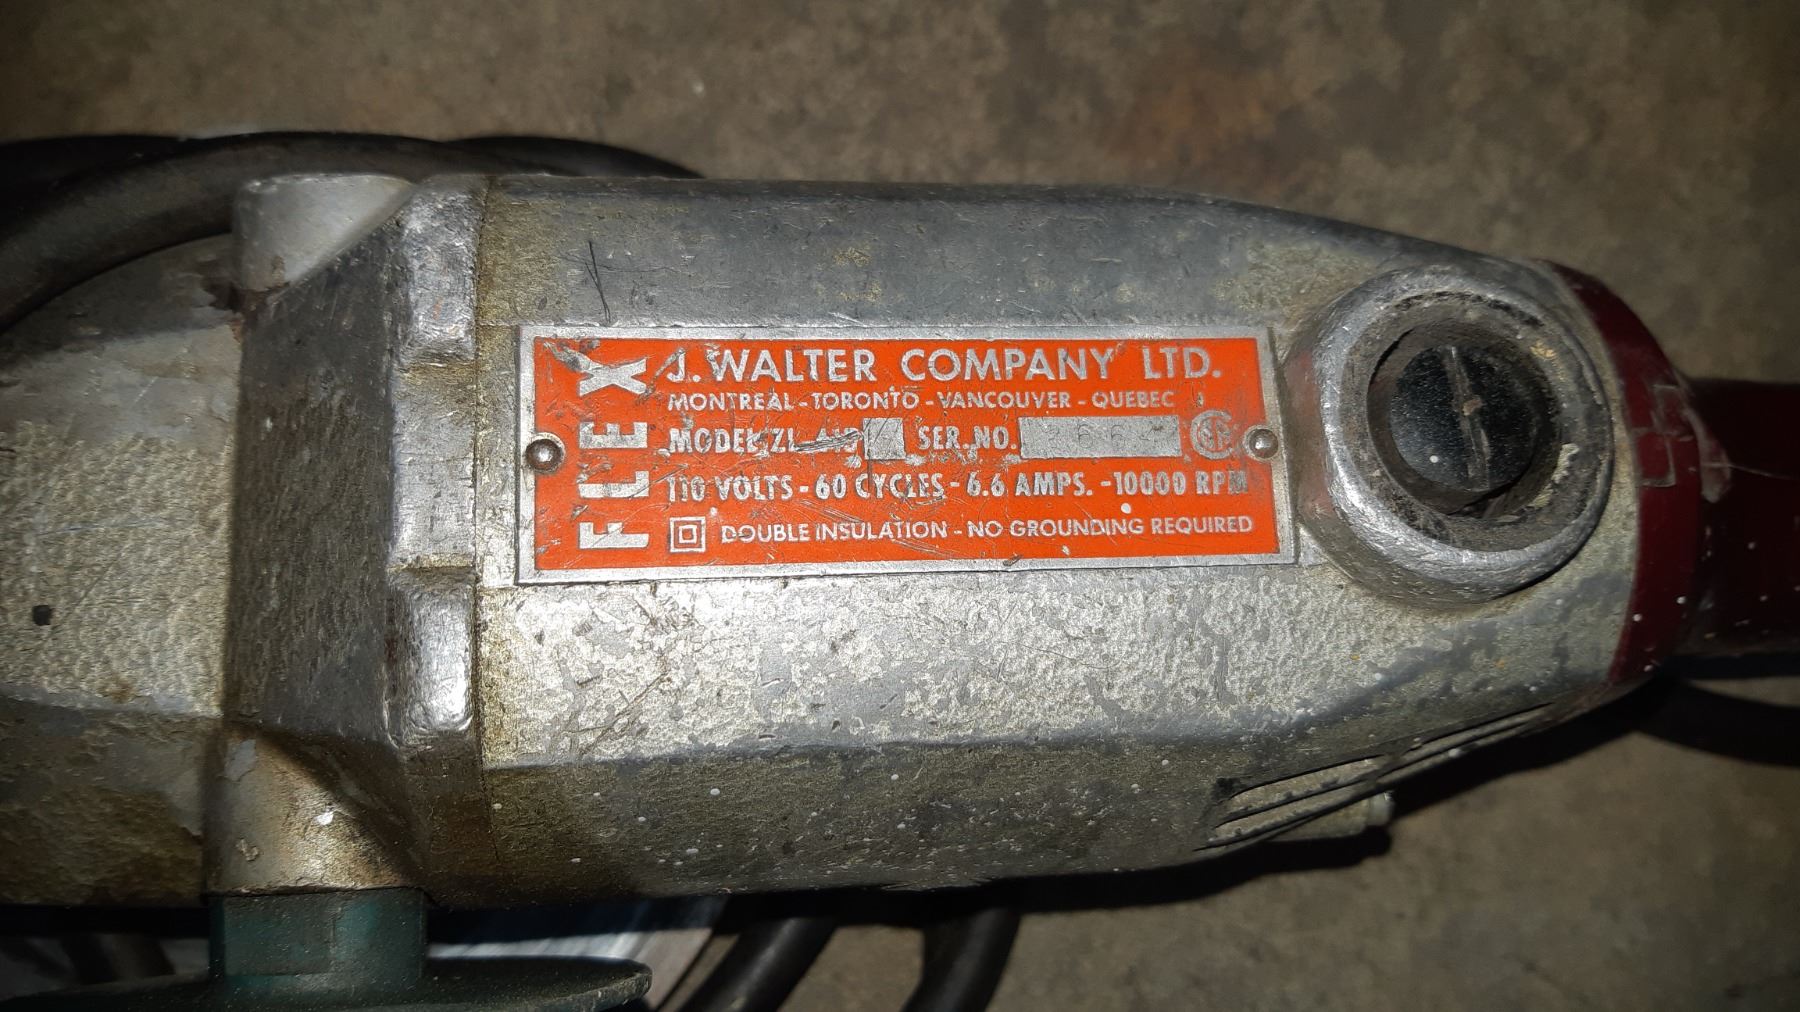 FLEX
J. WALTER COMPANY LTD.
MONTREAL - TORONTO - VANCOUVER - QUEBEC
MODEL SER. NO.
110 VOLTS - 60 CYCLES - 6.6 AMPS. - 10000 RPM
DOUBLE INSULATION - NO GROUNDING REQUIRED